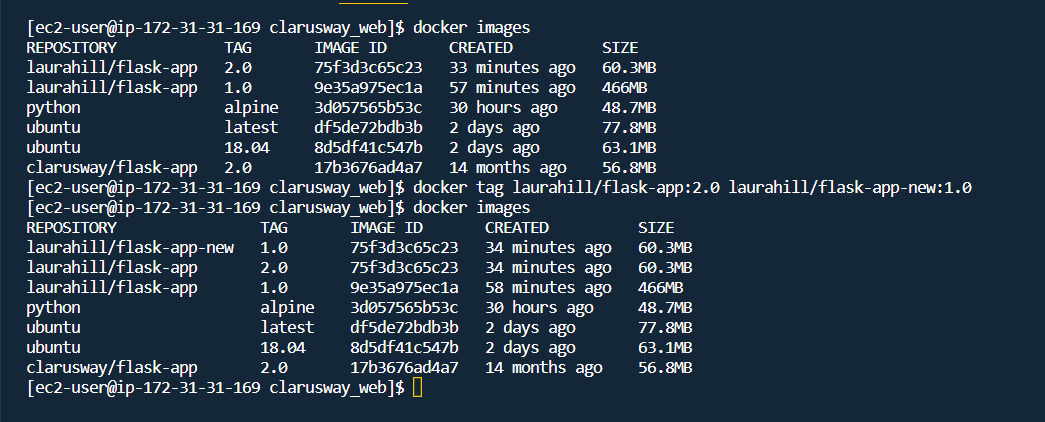 [ec2-user@ip-172-31-31-169 clarusway_web]$ docker images
REPOSITORY            TAG       IMAGE ID       CREATED          SIZE
laurahill/flask-app   2.0       75f3d3c65c23   33 minutes ago   60.3MB
laurahill/flask-app   1.0       9e35a975ec1a   57 minutes ago   466MB
python                alpine    3d057565b53c   30 hours ago     48.7MB
ubuntu                latest    df5de72bdb3b   2 days ago       77.8MB
ubuntu                18.04     8d5df41c547b   2 days ago       63.1MB
clarusway/flask-app   2.0       17b3676ad4a7   14 months ago    56.8MB
[ec2-user@ip-172-31-31-169 clarusway_web]$ docker tag laurahill/flask-app:2.0 laurahill/flask-app-new:1.0
[ec2-user@ip-172-31-31-169 clarusway_web]$ docker images
REPOSITORY                TAG       IMAGE ID       CREATED          SIZE
laurahill/flask-app-new   1.0       75f3d3c65c23   34 minutes ago   60.3MB
laurahill/flask-app       2.0       75f3d3c65c23   34 minutes ago   60.3MB
laurahill/flask-app       1.0       9e35a975ec1a   58 minutes ago   466MB
python                    alpine    3d057565b53c   30 hours ago     48.7MB
ubuntu                    latest    df5de72bdb3b   2 days ago       77.8MB
ubuntu                    18.04     8d5df41c547b   2 days ago       63.1MB
clarusway/flask-app       2.0       17b3676ad4a7   14 months ago    56.8MB
[ec2-user@ip-172-31-31-169 clarusway_web]$